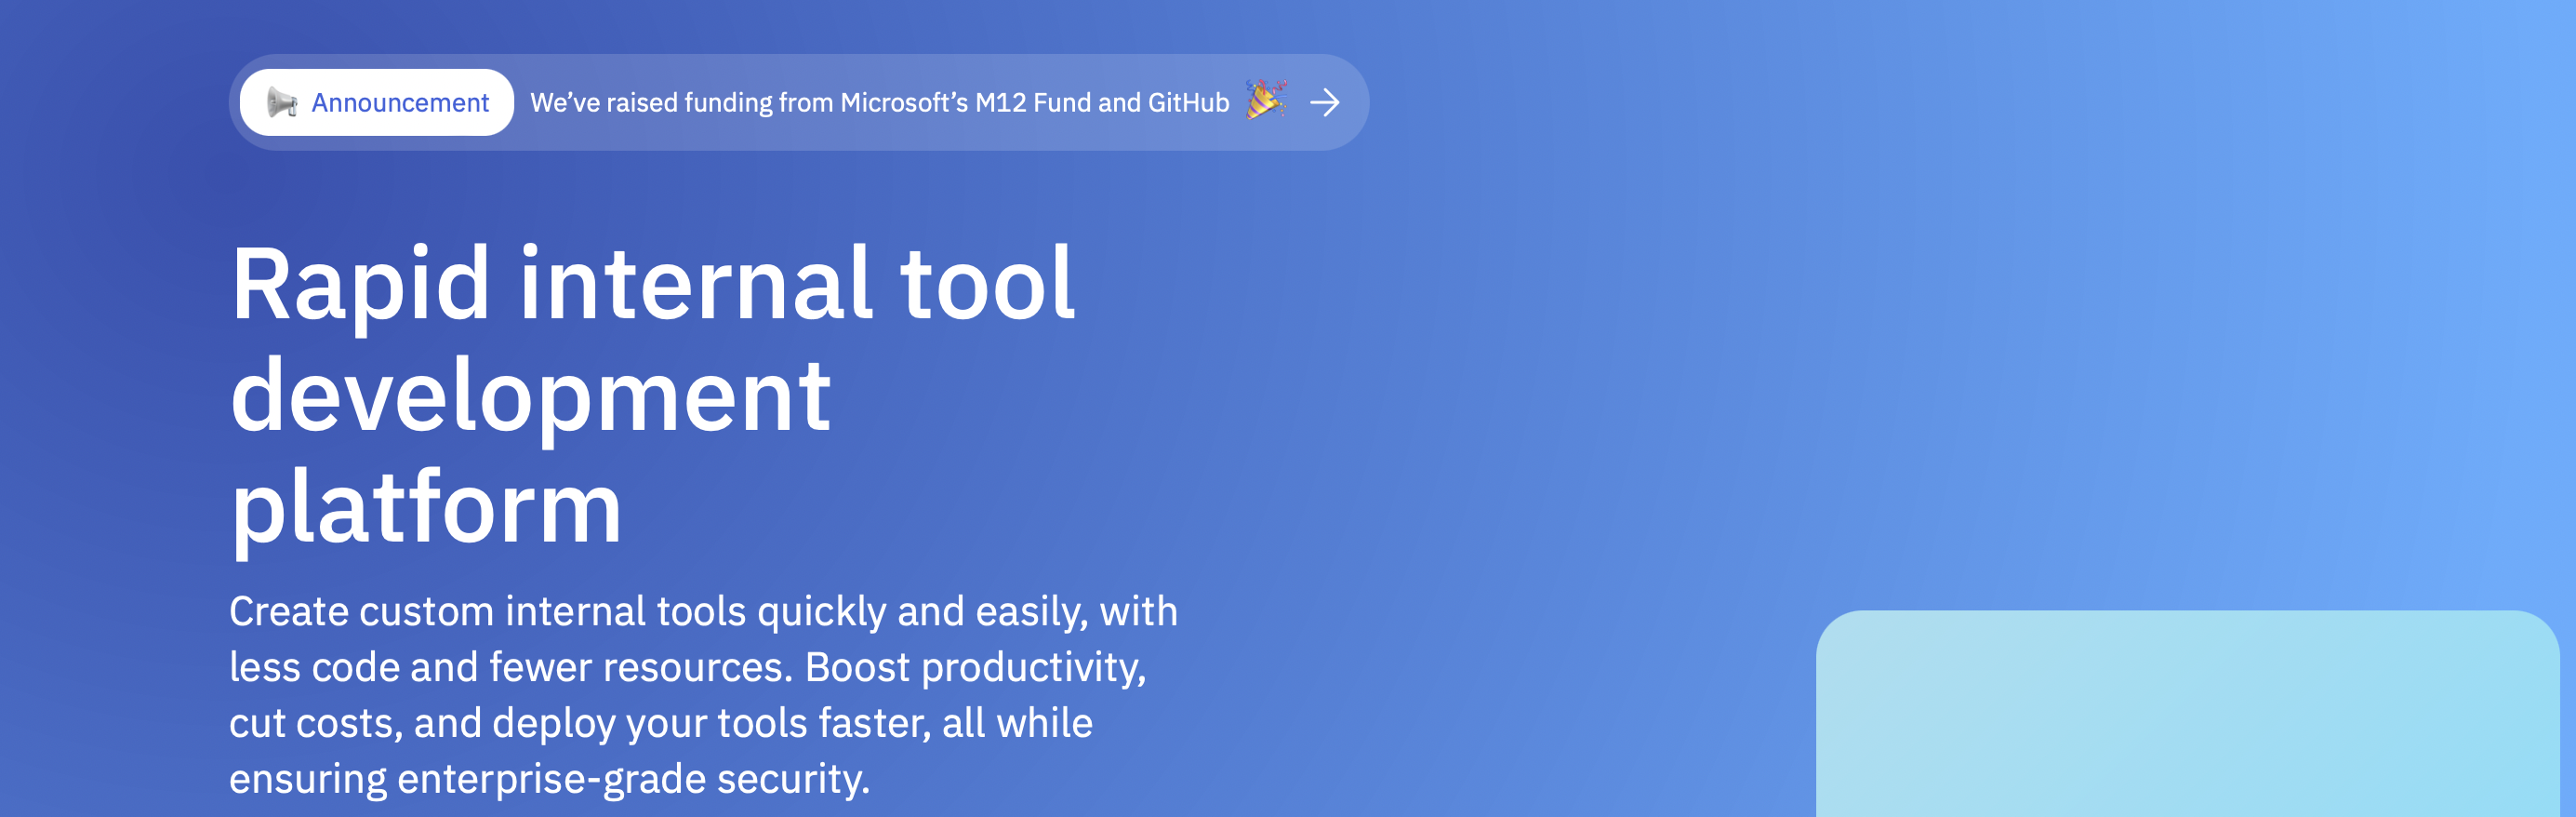 Announcement We’ve raised funding from Microsoft’s M12 Fund and GitHub
Rapid internal tool
development
platform
Create custom internal tools quickly and easily, with
less code and fewer resources. Boost productivity,
cut costs, and deploy your tools faster, all while
ensuring enterprise-grade security.